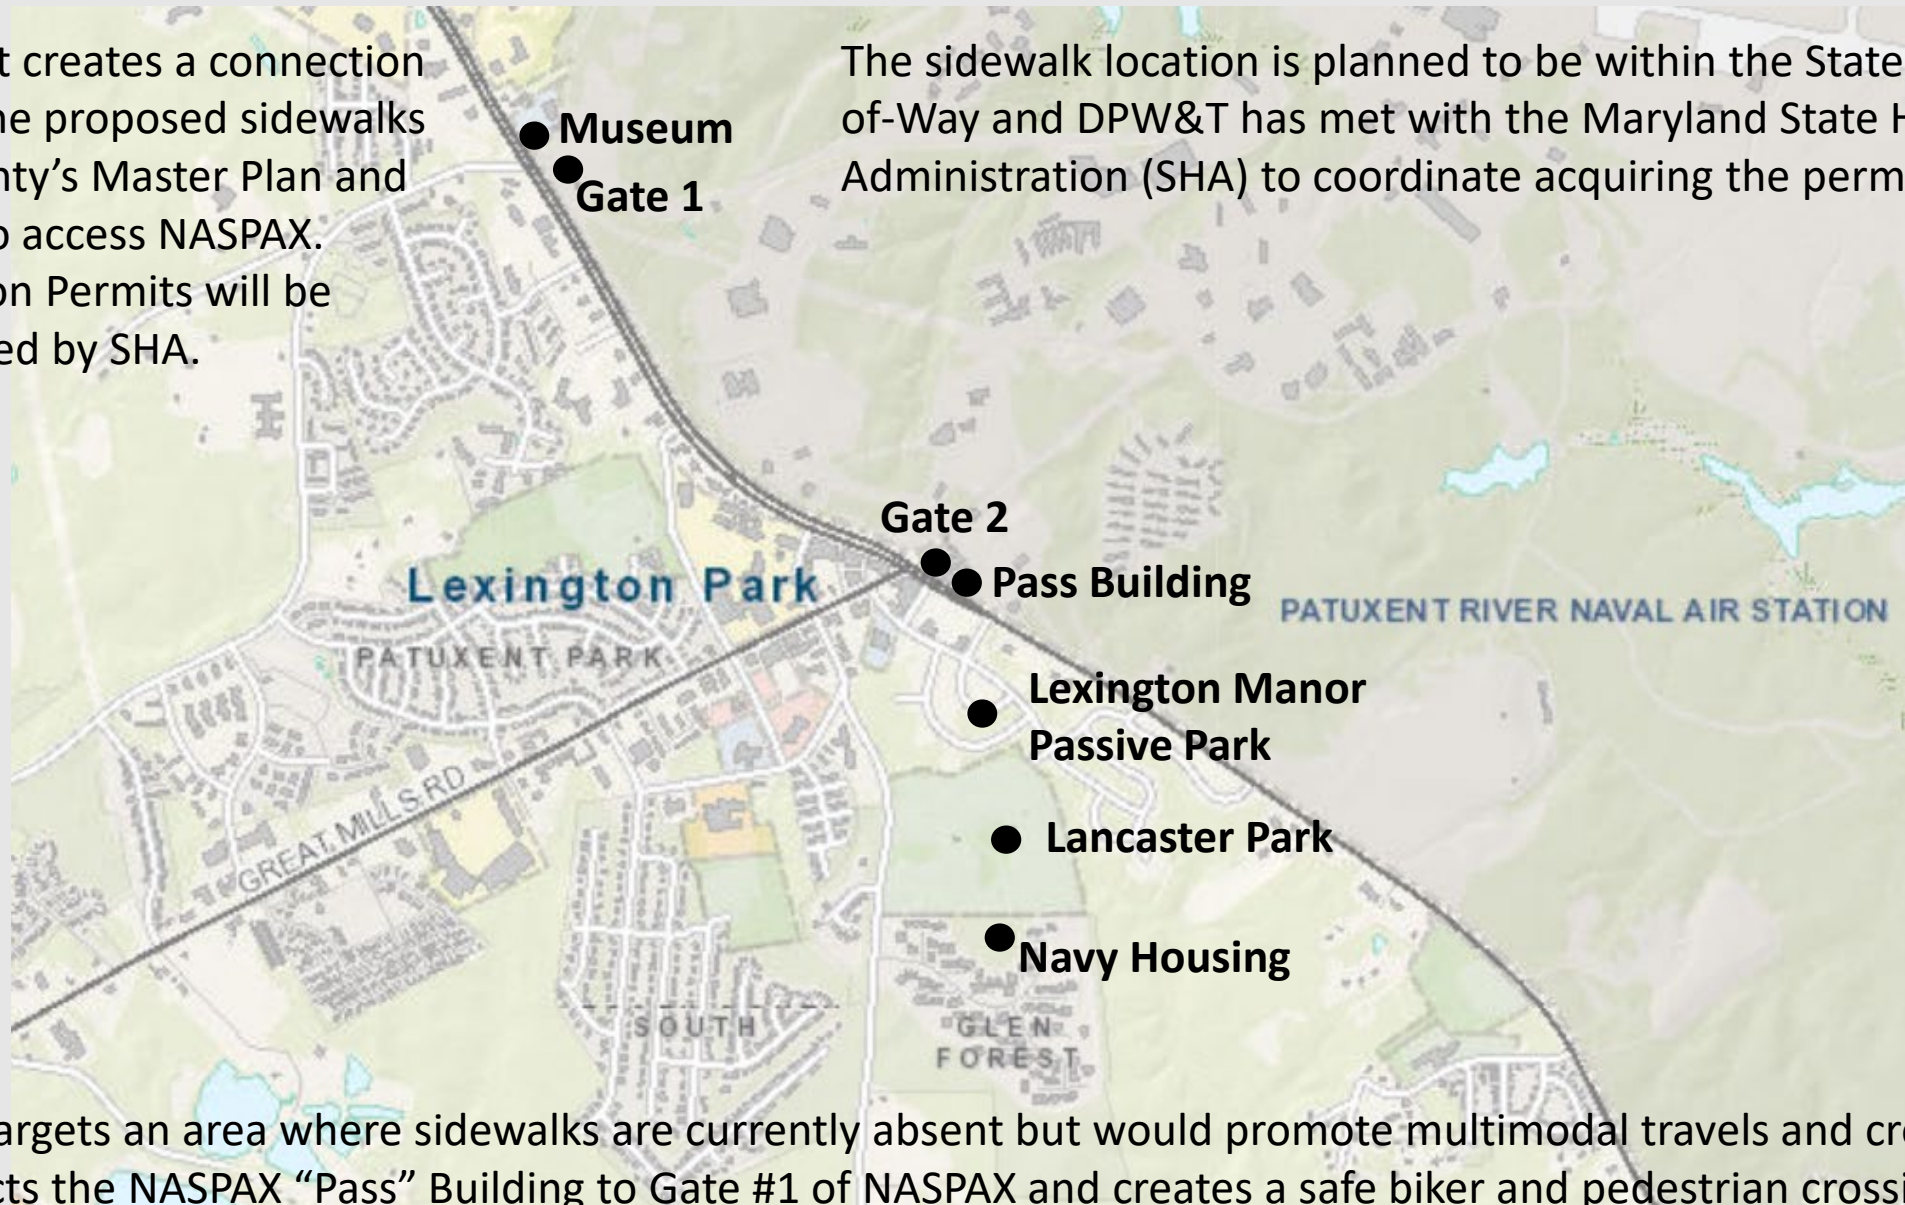 t creates a connection
he proposed sidewalks
nty's Master Plan and
o access NASPAX.
on Permits will be
ed by SHA.
The sidewalk location is planned to be within the State
of-Way and DPW&T has met with the Maryland State H
Administration (SHA) to coordinate acquiring the perm
Museum
Gate 1
Gate 2
Pass Building
Lexington Park
PATUXENT RIVER NAVAL AIR STATION
PATUXENT PARK
Lexington Manor
Passive Park
GREAT MILLS RD
Lancaster Park
Navy Housing
SOUTH
GLEN
FOREST
argets an area where sidewalks are currently absent but would promote multimodal travels and cre
cts the NASPAX “Pass” Building to Gate #1 of NASPAX and creates a safe biker and pedestrian crossi